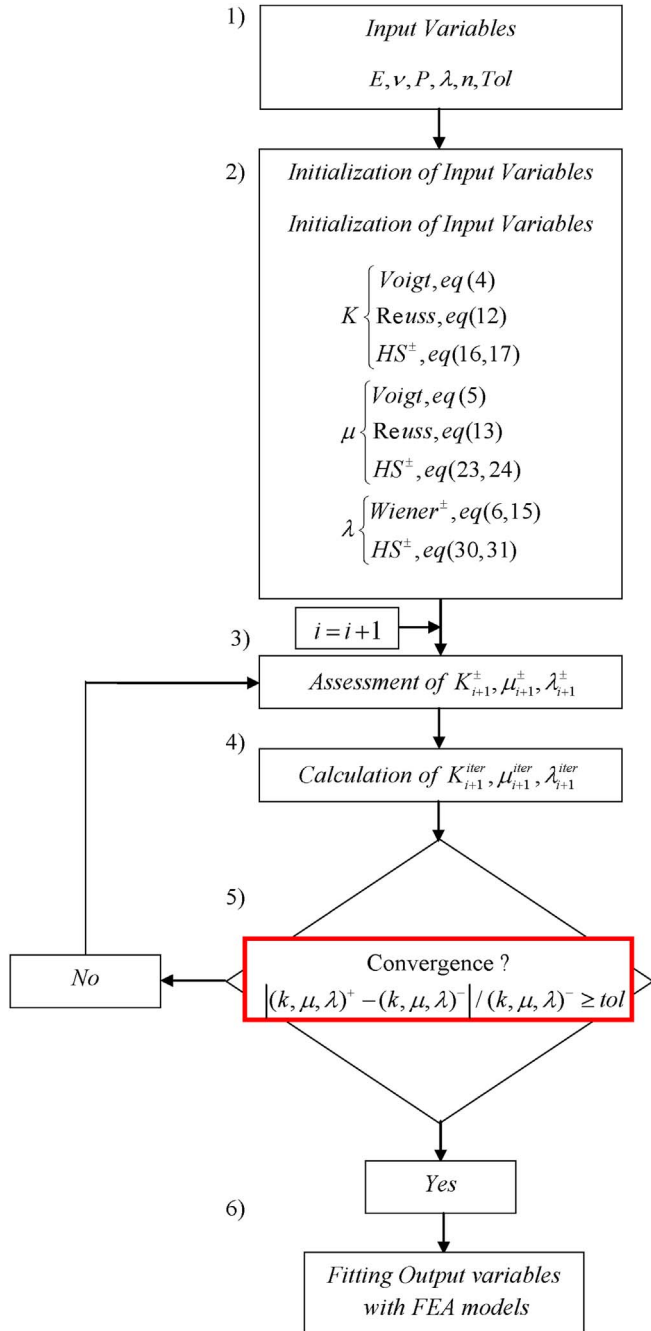 1)
Input Variables
E, ν, P, λ, n, Tol
2)
Initialization of Input Variables
Initialization of Input Variables
K { Voigt, eq (4)
Reuss, eq(12)
HS±, eq(16,17)
μ { Voigt, eq(5)
Reuss, eq(13)
HS±, eq(23, 24)
λ { Wiener±, eq(6,15)
HS±, eq(30,31)
i = i+1
3)
Assessment of K±i+1, μ±i+1, λ±i+1
4)
Calculation of K^iter i+1, μ^iter i+1, λ^iter i+1
5)
Convergence ?
|(k, μ, λ)+ − (k, μ, λ)−| / (k, μ, λ)− ≥ tol
No
Yes
6)
Fitting Output variables
with FEA models